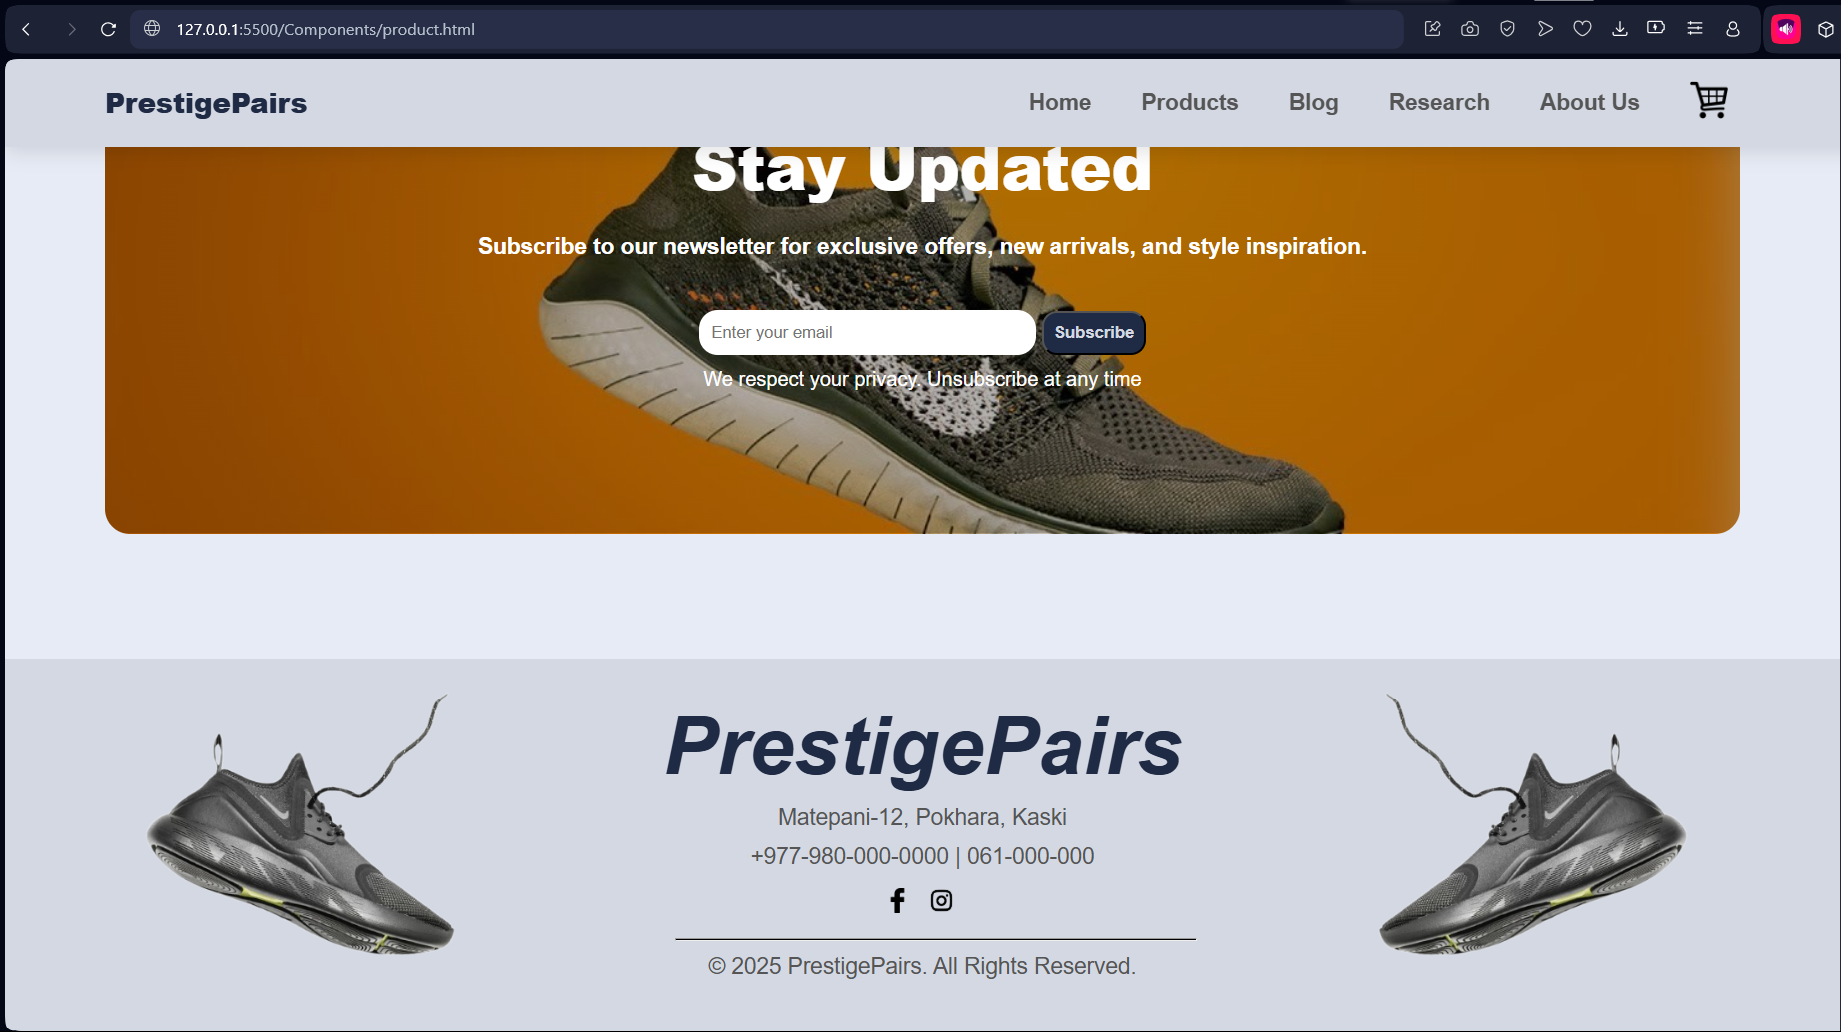 127.0.0.1:5500/Components/product.html
PrestigePairs
Home Products Blog Research About Us
Stay Updated
Subscribe to our newsletter for exclusive offers, new arrivals, and style inspiration.
Enter your email Subscribe
We respect your privacy. Unsubscribe at any time
PrestigePairs
Matepani-12, Pokhara, Kaski
+977-980-000-0000 | 061-000-000
© 2025 PrestigePairs. All Rights Reserved.